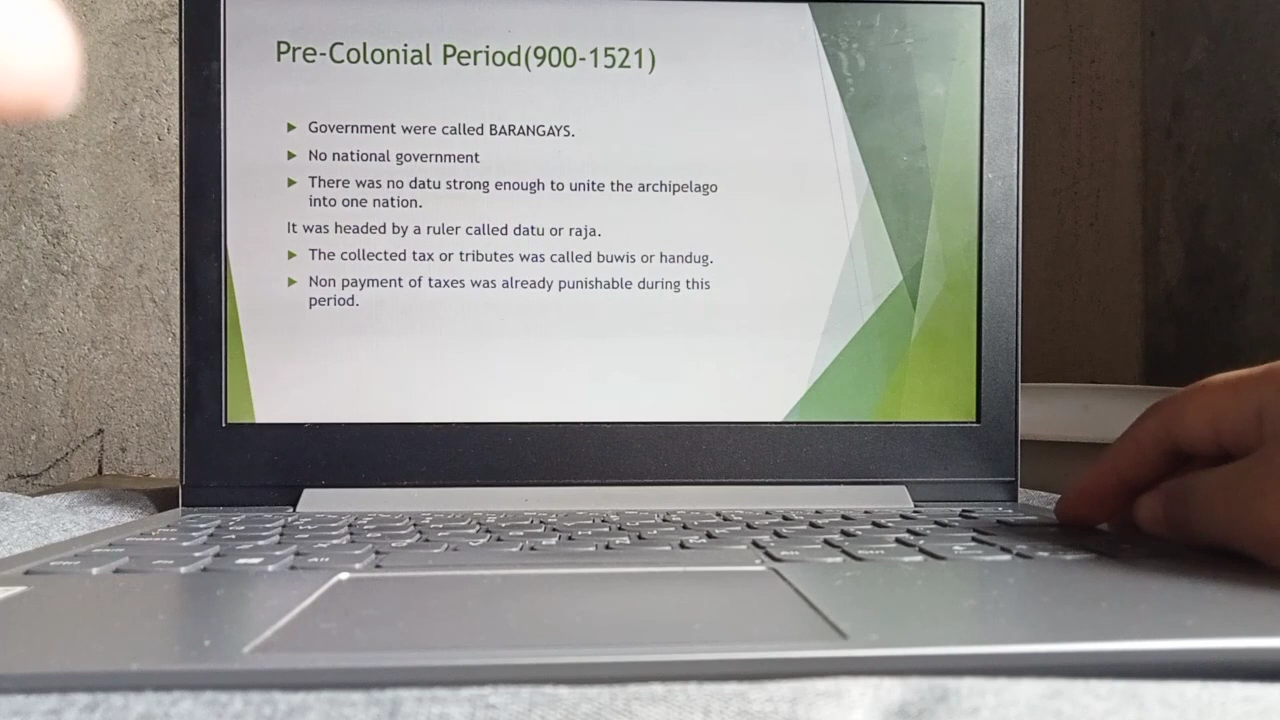 Pre-Colonial Period(900-1521)
Government were called BARANGAYS.
No national government
There was no datu strong enough to unite the archipelago
into one nation.
It was headed by a ruler called datu or raja.
The collected tax or tributes was called buwis or handug.
Non payment of taxes was already punishable during this
period.